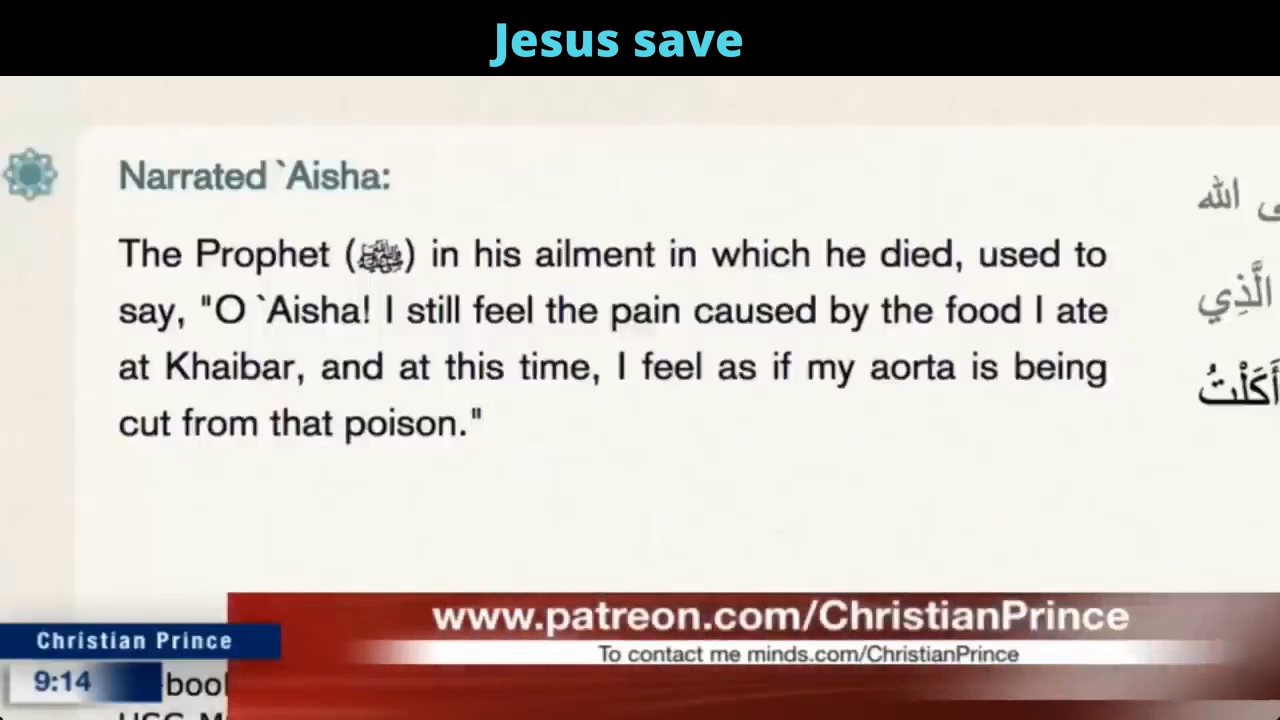 Jesus save
Narrated `Aisha:
The Prophet (ﷺ) in his ailment in which he died, used to
say, "O `Aisha! I still feel the pain caused by the food I ate
at Khaibar, and at this time, I feel as if my aorta is being
cut from that poison."
الله
الَّذِي
أَكَلْتُ
www.patreon.com/ChristianPrince
To contact me minds.com/ChristianPrince
Christian Prince
9:14